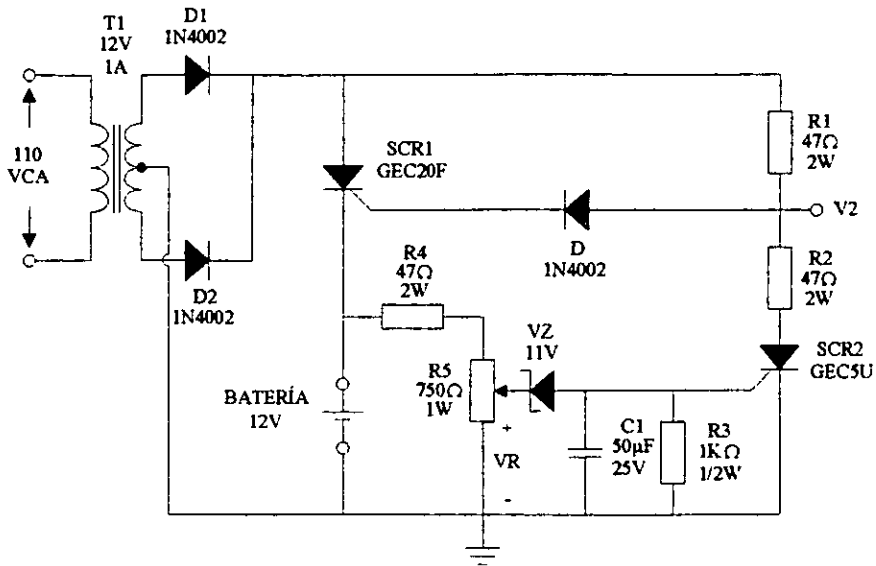 D1
1N4002
T1
12V
1A
110
VCA
SCR1
GEC20F
R1
47Ω
2W
V2
D
1N4002
R2
47Ω
2W
D2
1N4002
R4
47Ω
2W
VZ
11V
SCR2
GEC5U
R5
750Ω
1W
BATERÍA
12V
+
VR
-
C1
50µF
25V
R3
1KΩ
1/2W